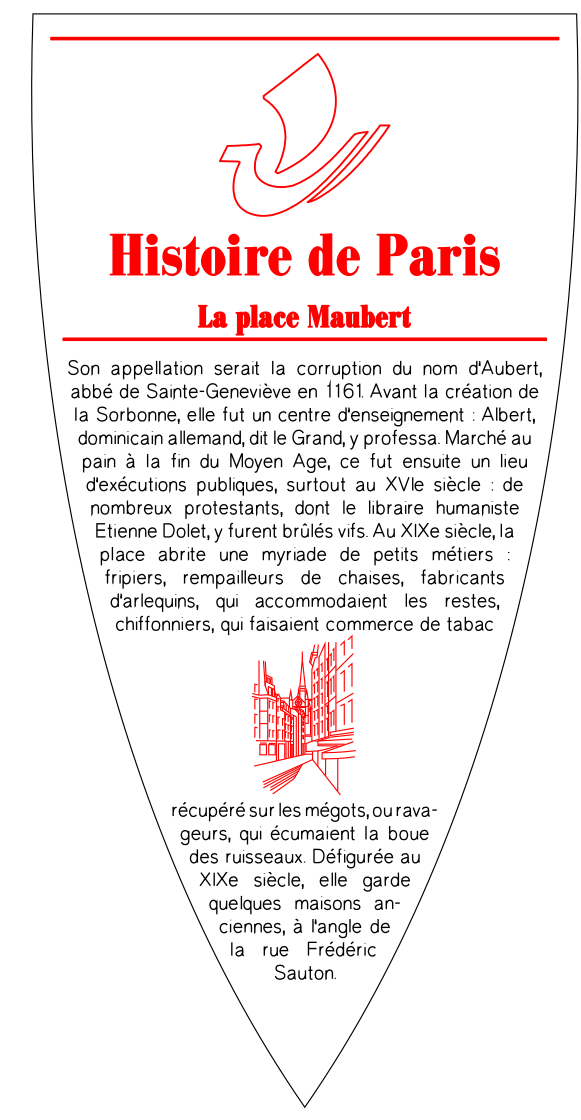 Histoire de Paris
La place Maubert
Son appellation serait la corruption du nom d'Aubert,
abbé de Sainte-Geneviève en 1161. Avant la création de
la Sorbonne, elle fut un centre d'enseignement : Albert,
dominicain allemand, dit le Grand, y professa. Marché au
pain à la fin du Moyen Age, ce fut ensuite un lieu
d'exécutions publiques, surtout au XVIe siècle : de
nombreux protestants, dont le libraire humaniste
Etienne Dolet, y furent brûlés vifs. Au XIXe siècle, la
place abrite une myriade de petits métiers :
fripiers, rempailleurs de chaises, fabricants
d'arlequins, qui accommodaient les restes,
chiffonniers, qui faisaient commerce de tabac
récupéré sur les mégots, ou rava-
geurs, qui écumaient la boue
des ruisseaux. Défigurée au
XIXe siècle, elle garde
quelques maisons an-
ciennes, à l'angle de
la rue Frédéric
Sauton.